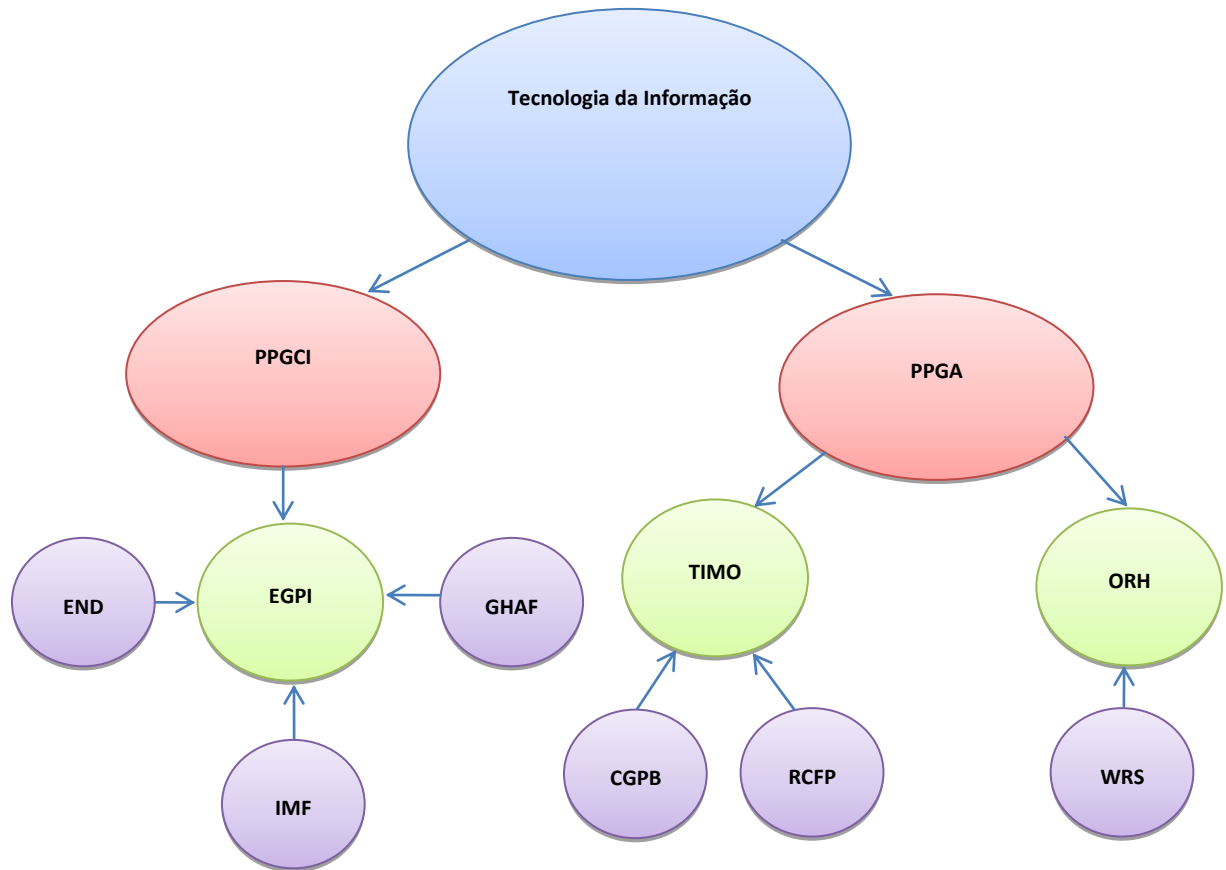 Tecnologia da Informação
PPGCI
PPGA
TIMO
ORH
END
EGPI
GHAF
CGPB
RCFP
WRS
IMF